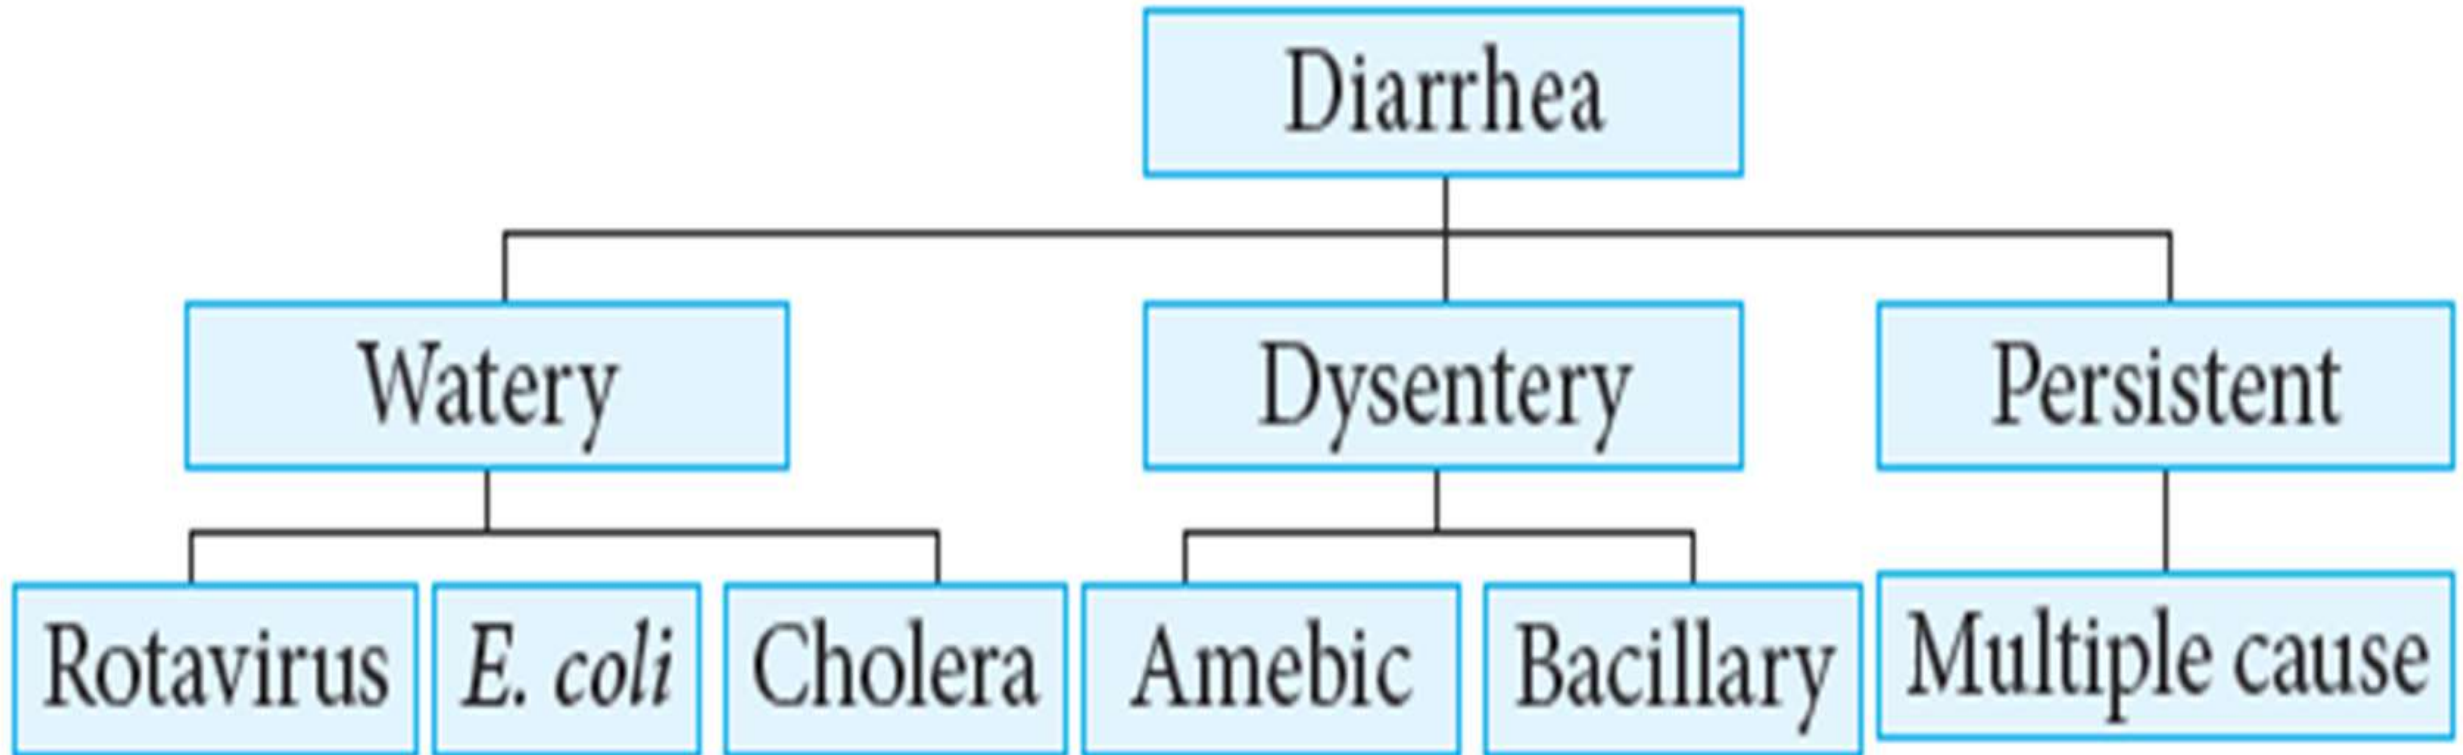 Diarrhea
Watery
Dysentery
Persistent
Rotavirus
E. coli
Cholera
Amebic
Bacillary
Multiple cause